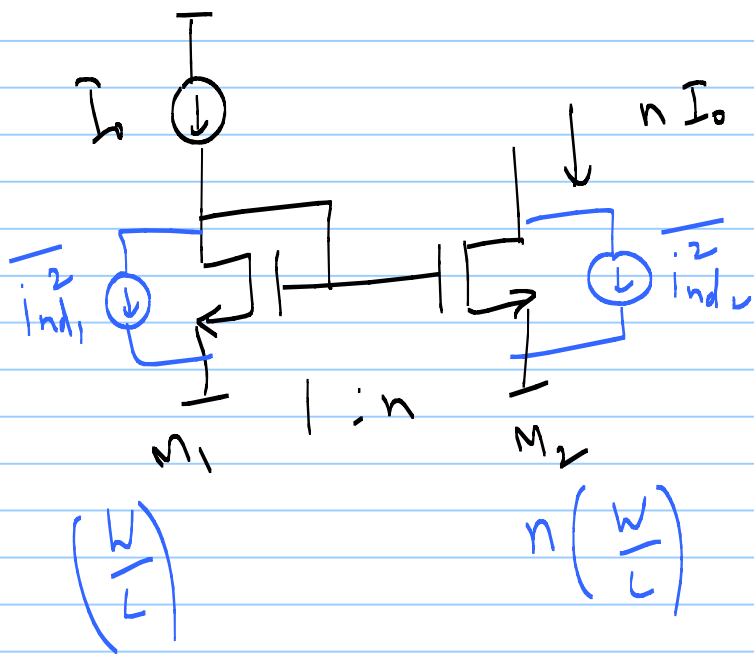 I₀
n I₀
i²nd₁
i²nd₂
1 : n
M₁
M₂
(W/L)
n (W/L)